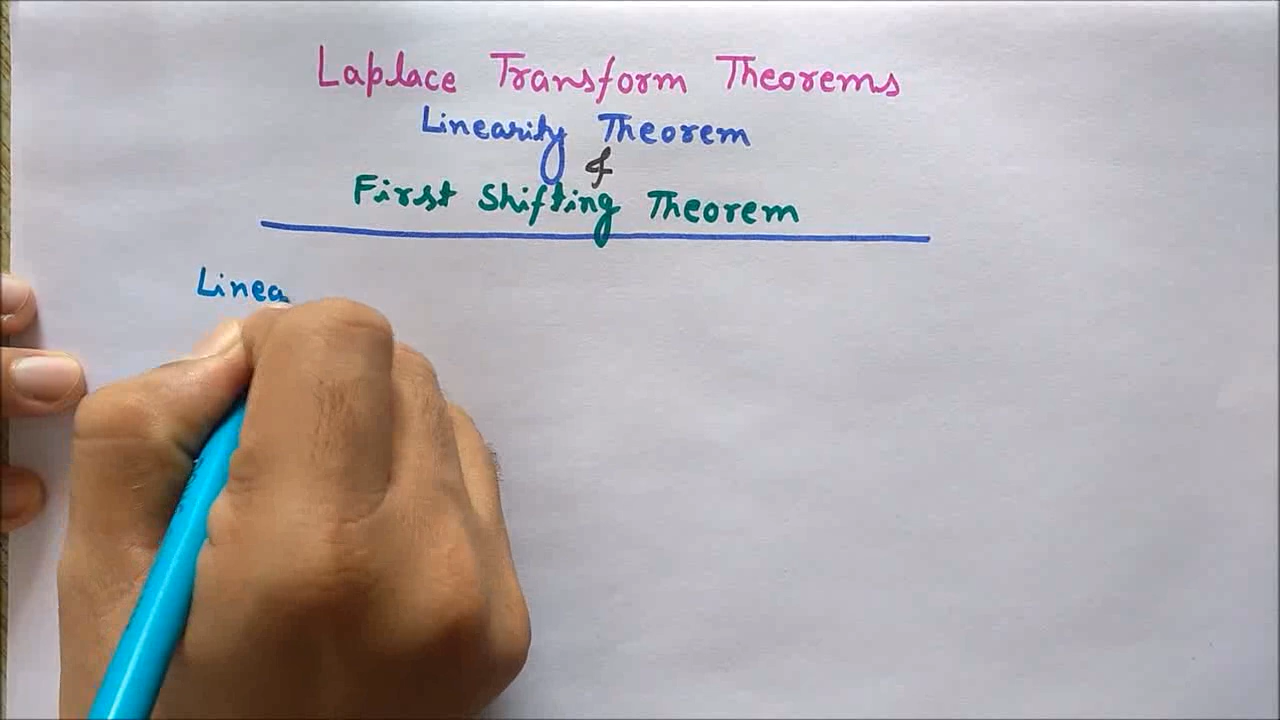 Laplace Transform Theorems
Linearity Theorem
&
First Shifting Theorem
Linea